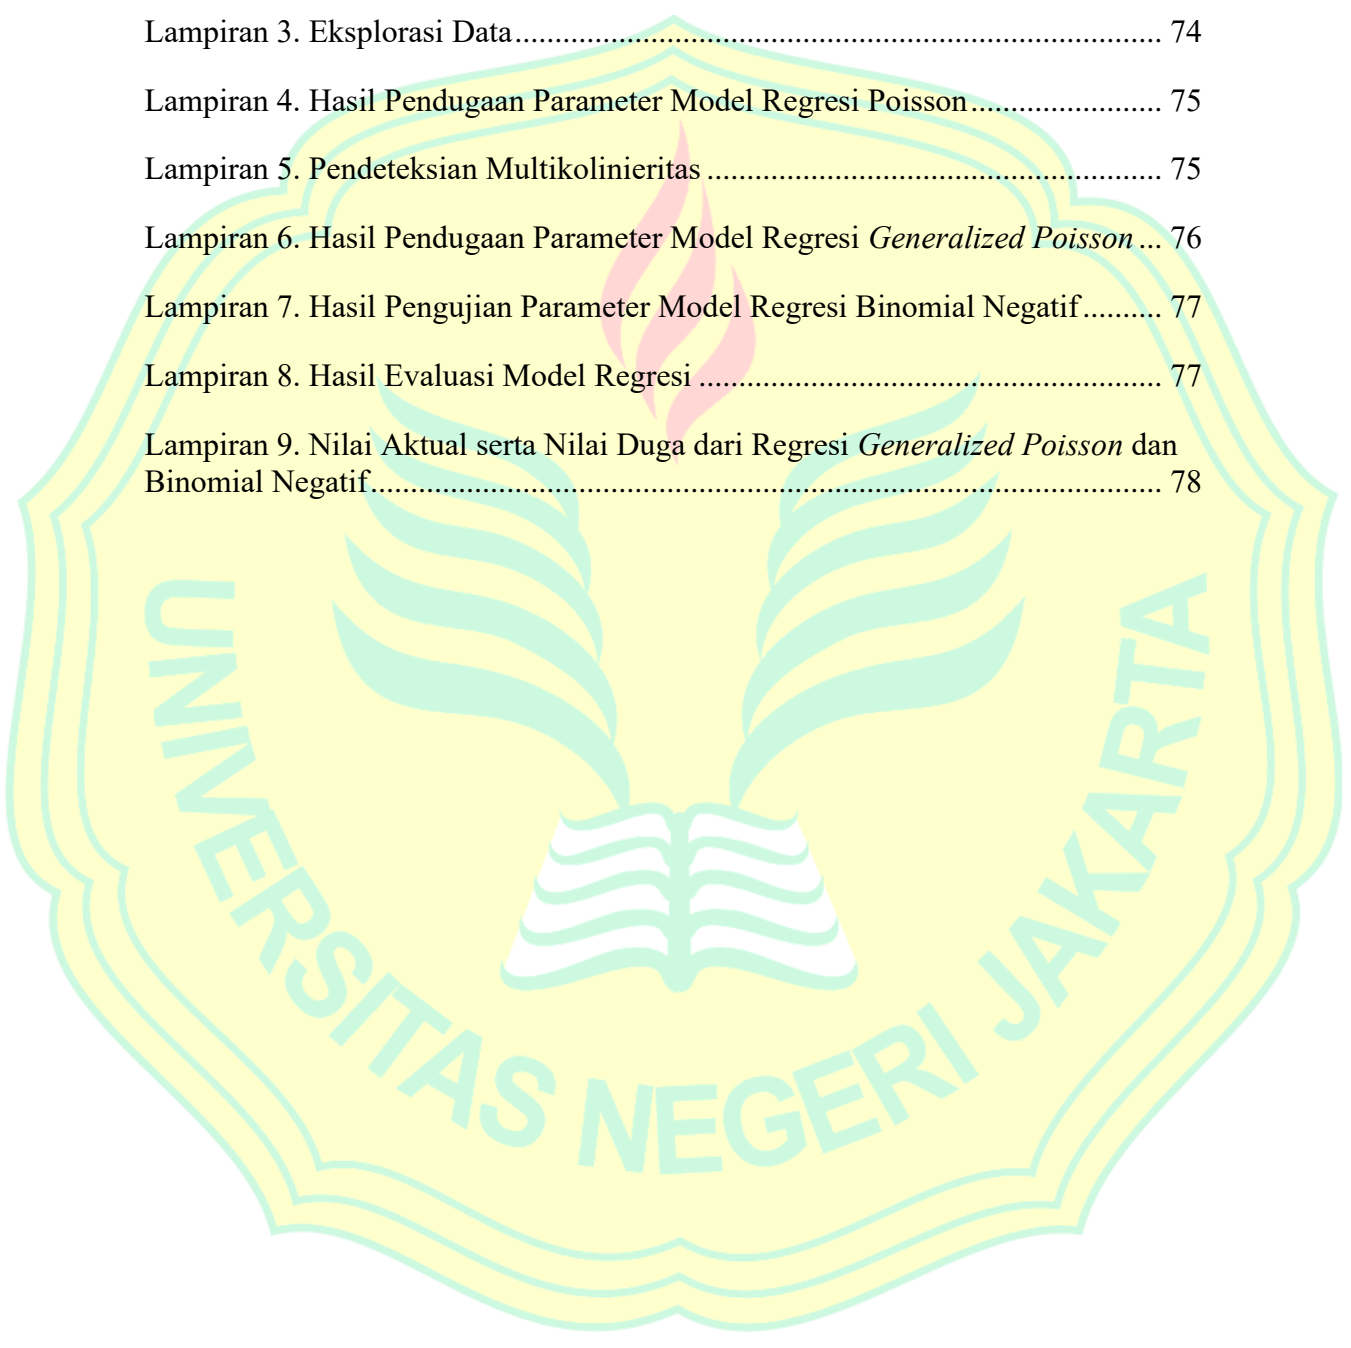 Lampiran 3. Eksplorasi Data.................................................................................. 74
Lampiran 4. Hasil Pendugaan Parameter Model Regresi Poisson........................ 75
Lampiran 5. Pendeteksian Multikolinieritas ......................................................... 75
Lampiran 6. Hasil Pendugaan Parameter Model Regresi Generalized Poisson ... 76
Lampiran 7. Hasil Pengujian Parameter Model Regresi Binomial Negatif.......... 77
Lampiran 8. Hasil Evaluasi Model Regresi .......................................................... 77
Lampiran 9. Nilai Aktual serta Nilai Duga dari Regresi Generalized Poisson dan
Binomial Negatif.................................................................................................... 78
UNIVERSITAS NEGERI JAKARTA